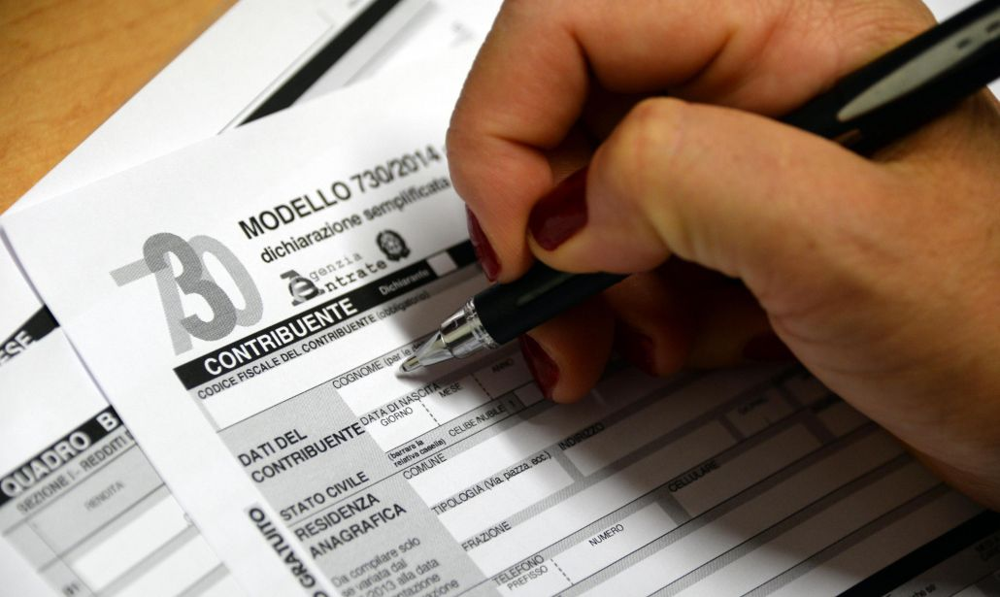 730
MODELLO 730/2014
dichiarazione semplificata
genzia
ntrate
CONTRIBUENTE
Dichiarante
CODICE FISCALE DEL CONTRIBUENTE (obbligatorio)
DATI DEL
CONTRIBUENTE
COGNOME (per le
DATA DI NASCITA
GIORNO
MESE
ANNO
STATO CIVILE
(barrare la
relativa casella)
CELIBE/NUBILE
1
RESIDENZA
ANAGRAFICA
COMUNE
TIPOLOGIA (Via, piazza, ecc.)
INDIRIZZO
Da compilare solo
se variata dal
2013 alla data
FRAZIONE
TELEFONO
PREFISSO
NUMERO
CELLULARE
GIORNO
GRATUITO
ESE
QUADRO B
SEZIONE I - REDDITI
RENDITA
B1